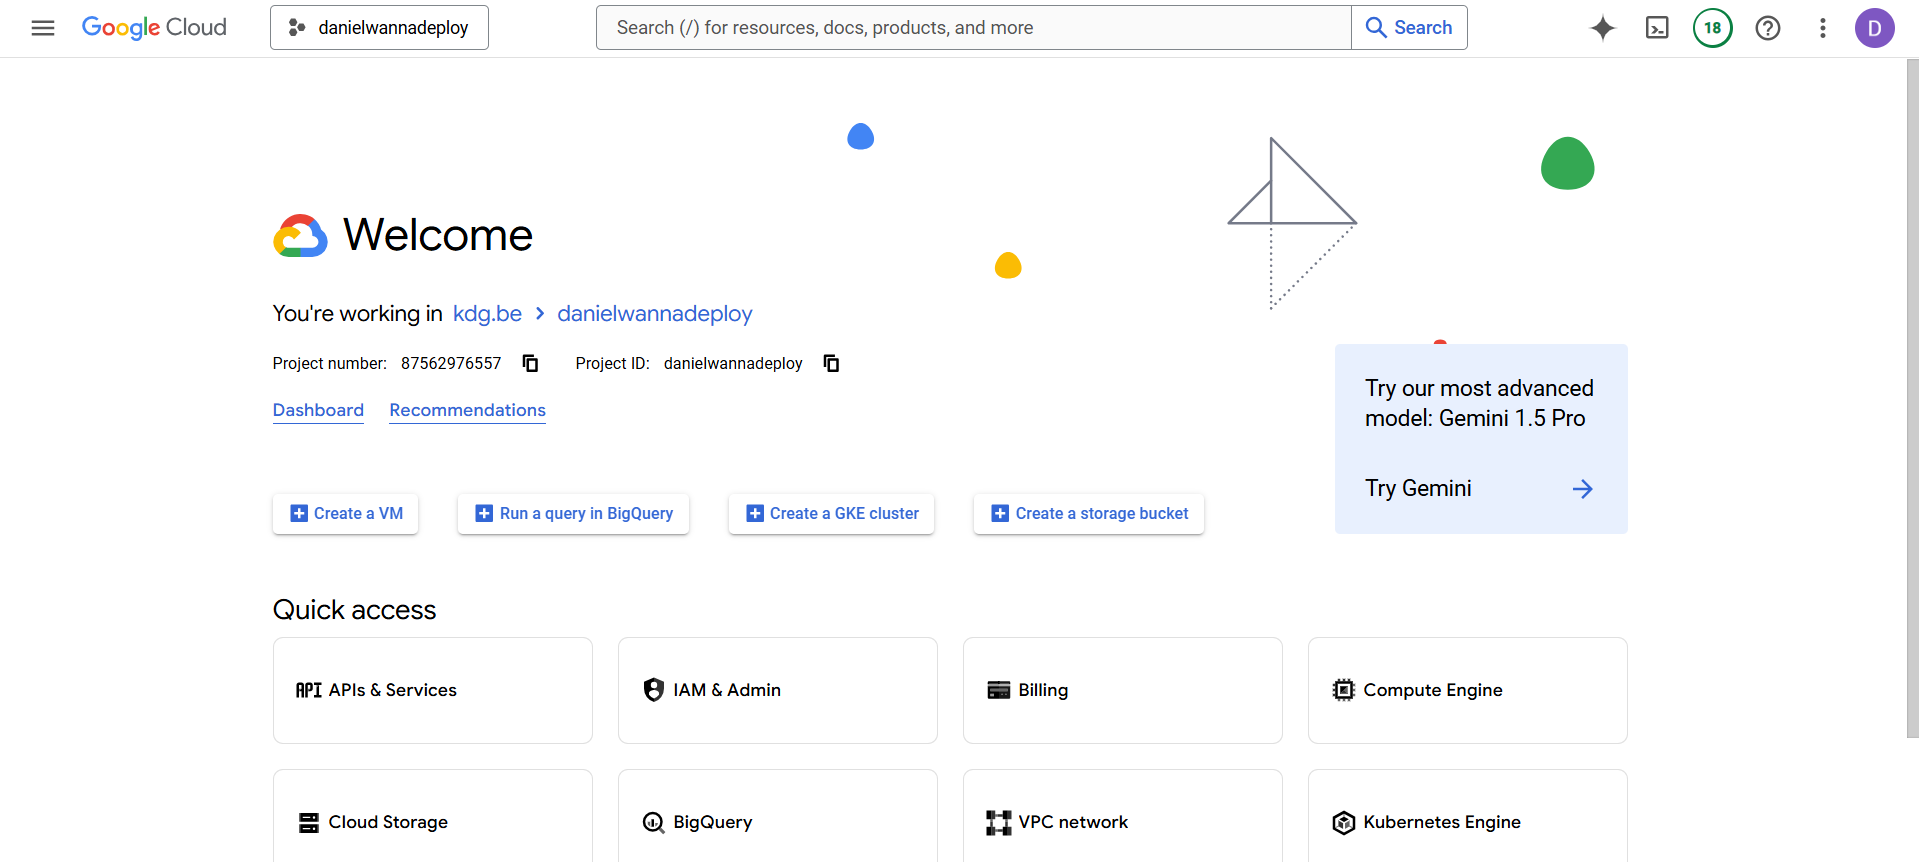 Google Cloud
danielwannadeploy
Search (/) for resources, docs, products, and more
Search
18
D
Welcome
You're working in kdg.be > danielwannadeploy
Project number: 87562976557
Project ID: danielwannadeploy
Dashboard
Recommendations
Try our most advanced
model: Gemini 1.5 Pro
Try Gemini
Create a VM
Run a query in BigQuery
Create a GKE cluster
Create a storage bucket
Quick access
API APIs & Services
IAM & Admin
Billing
Compute Engine
Cloud Storage
BigQuery
VPC network
Kubernetes Engine